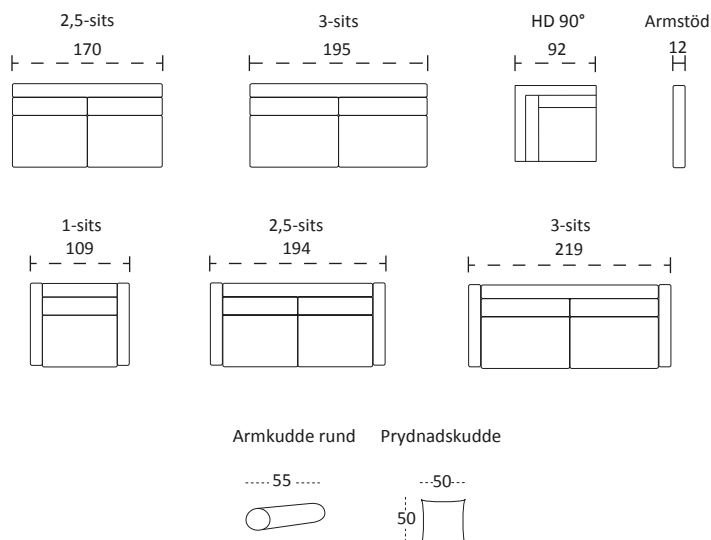 2,5-sits 3-sits HD 90° Armstöd
170 195 92 12
1-sits 2,5-sits 3-sits
109 194 219
Armkudde rund Prydnadskudde
55 50
50